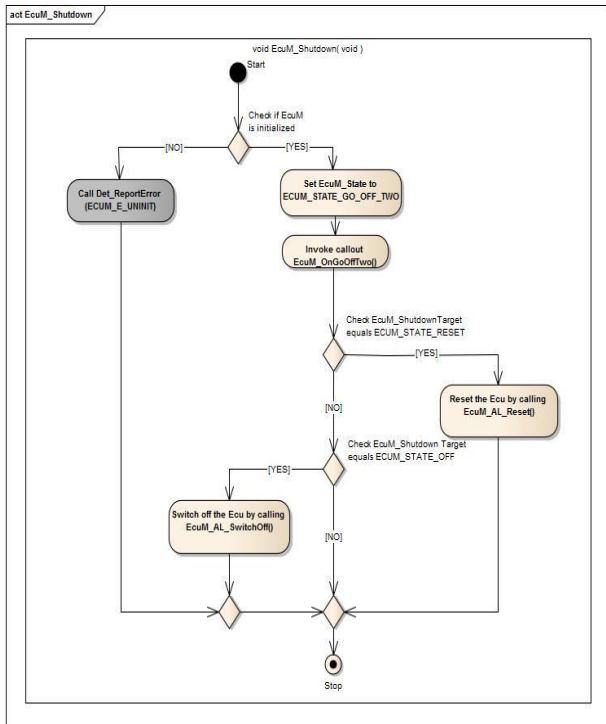 act EcuM_Shutdown
void EcuM_Shutdown( void )
Start
Check if EcuM
is initialized
[NO]
[YES]
Call Det_ReportError
(ECUM_E_UNINIT)
Set EcuM_State to
ECUM_STATE_GO_OFF_TWO
Invoke callout
EcuM_OnGoOffTwo()
Check EcuM_ShutdownTarget
equals ECUM_STATE_RESET
[YES]
[NO]
Reset the Ecu by calling
EcuM_AL_Reset()
Check EcuM_Shutdown Target
equals ECUM_STATE_OFF
[YES]
Switch off the Ecu by calling
EcuM_AL_SwitchOff()
[NO]
Stop